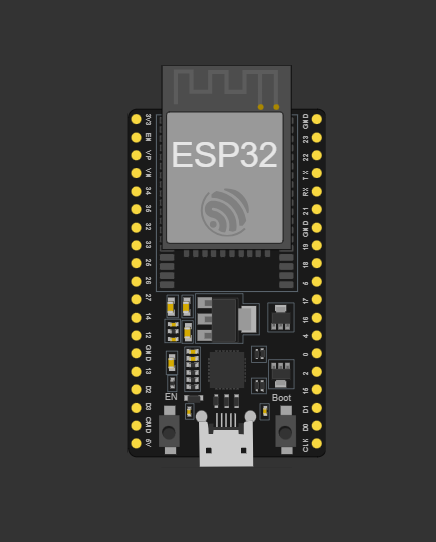 ESP32
3V3
EN
VP
VN
34
35
32
33
25
26
27
14
12
GND
13
D2
D3
CMD
5V
GND
23
22
TX
RX
21
GND
19
18
5
17
16
4
0
2
15
D1
D0
CLK
EN
Boot